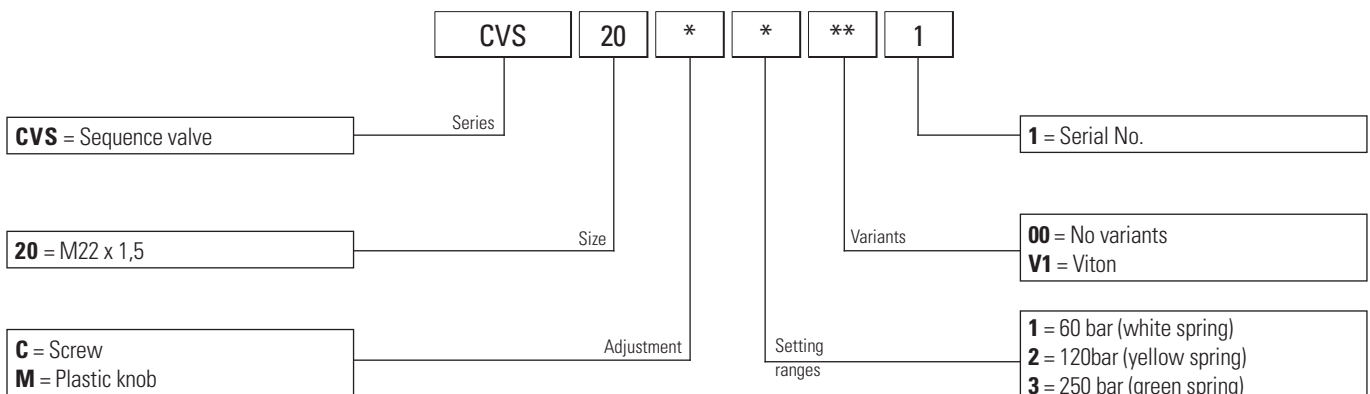 CVS 20 * * ** 1
Series
CVS = Sequence valve
1 = Serial No.
Size
20 = M22 x 1,5
Variants
00 = No variants
V1 = Viton
Adjustment
C = Screw
M = Plastic knob
Setting
ranges
1 = 60 bar (white spring)
2 = 120bar (yellow spring)
3 = 250 bar (green spring)